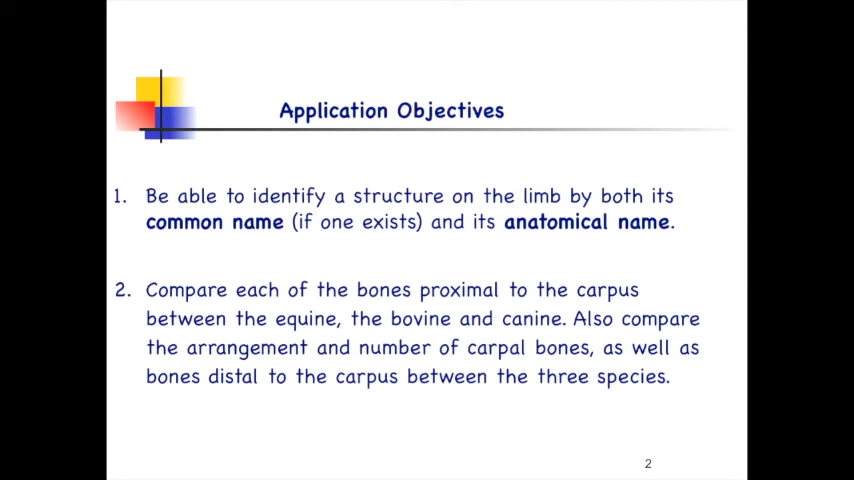 Application Objectives
1. Be able to identify a structure on the limb by both its
common name (if one exists) and its anatomical name.
2. Compare each of the bones proximal to the carpus
between the equine, the bovine and canine. Also compare
the arrangement and number of carpal bones, as well as
bones distal to the carpus between the three species.
2